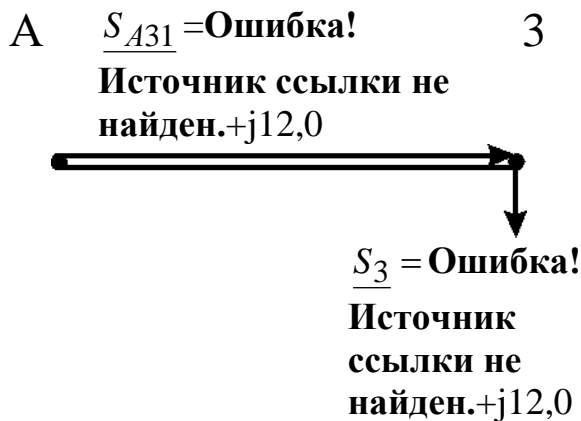 A S_A31 =Ошибка! 3
Источник ссылки не
найден.+j12,0
S_3 = Ошибка!
Источник
ссылки не
найден.+j12,0